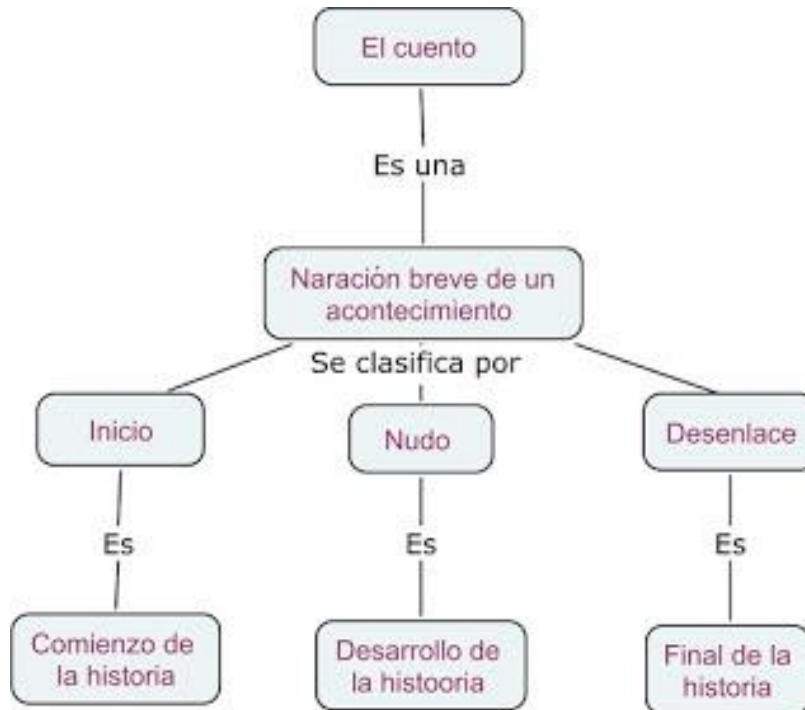 El cuento
Es una
Naración breve de un
acontecimiento
Se clasifica por
Inicio
Nudo
Desenlace
Es
Es
Es
Comienzo de
la historia
Desarrollo de
la histooria
Final de la
historia